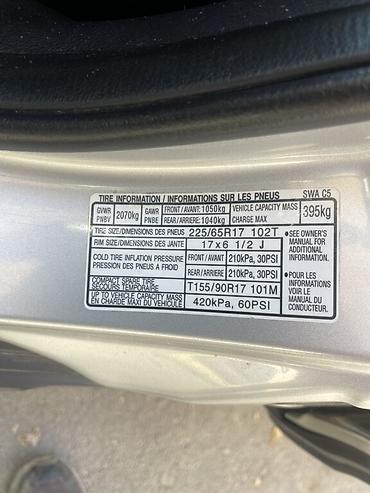 TIRE INFORMATION / INFORMATIONS SUR LES PNEUS SWA C5
GVWR PNBV 2070kg GAWR PNBE FRONT/AVANT: 1050kg REAR/ARRIERE: 1040kg VEHICLE CAPACITY MASS CHARGE MAX 395kg
TIRE SIZE/DIMENSIONS DES PNEUS 225/65R17 102T
RIM SIZE/DIMENSIONS DES JANTE 17x6 1/2 J
COLD TIRE INFLATION PRESSURE
PRESSION DES PNEUS A FROID
FRONT / AVANT 210kPa, 30PSI
REAR / ARRIERE 210kPa, 30PSI
COMPACT SPARE TIRE
SECOURS TEMPORAIRE
T155/90R17 101M
UP TO VEHICLE CAPACITY MASS
EN CHARGE MAXI DU VÉHICULE
420kPa, 60PSI
•SEE OWNER'S
MANUAL FOR
ADDITIONAL
INFORMATION.
•POUR LES
INFORMATIONS
VOIR LE
MANUAL DU
CONDUCTEUR.